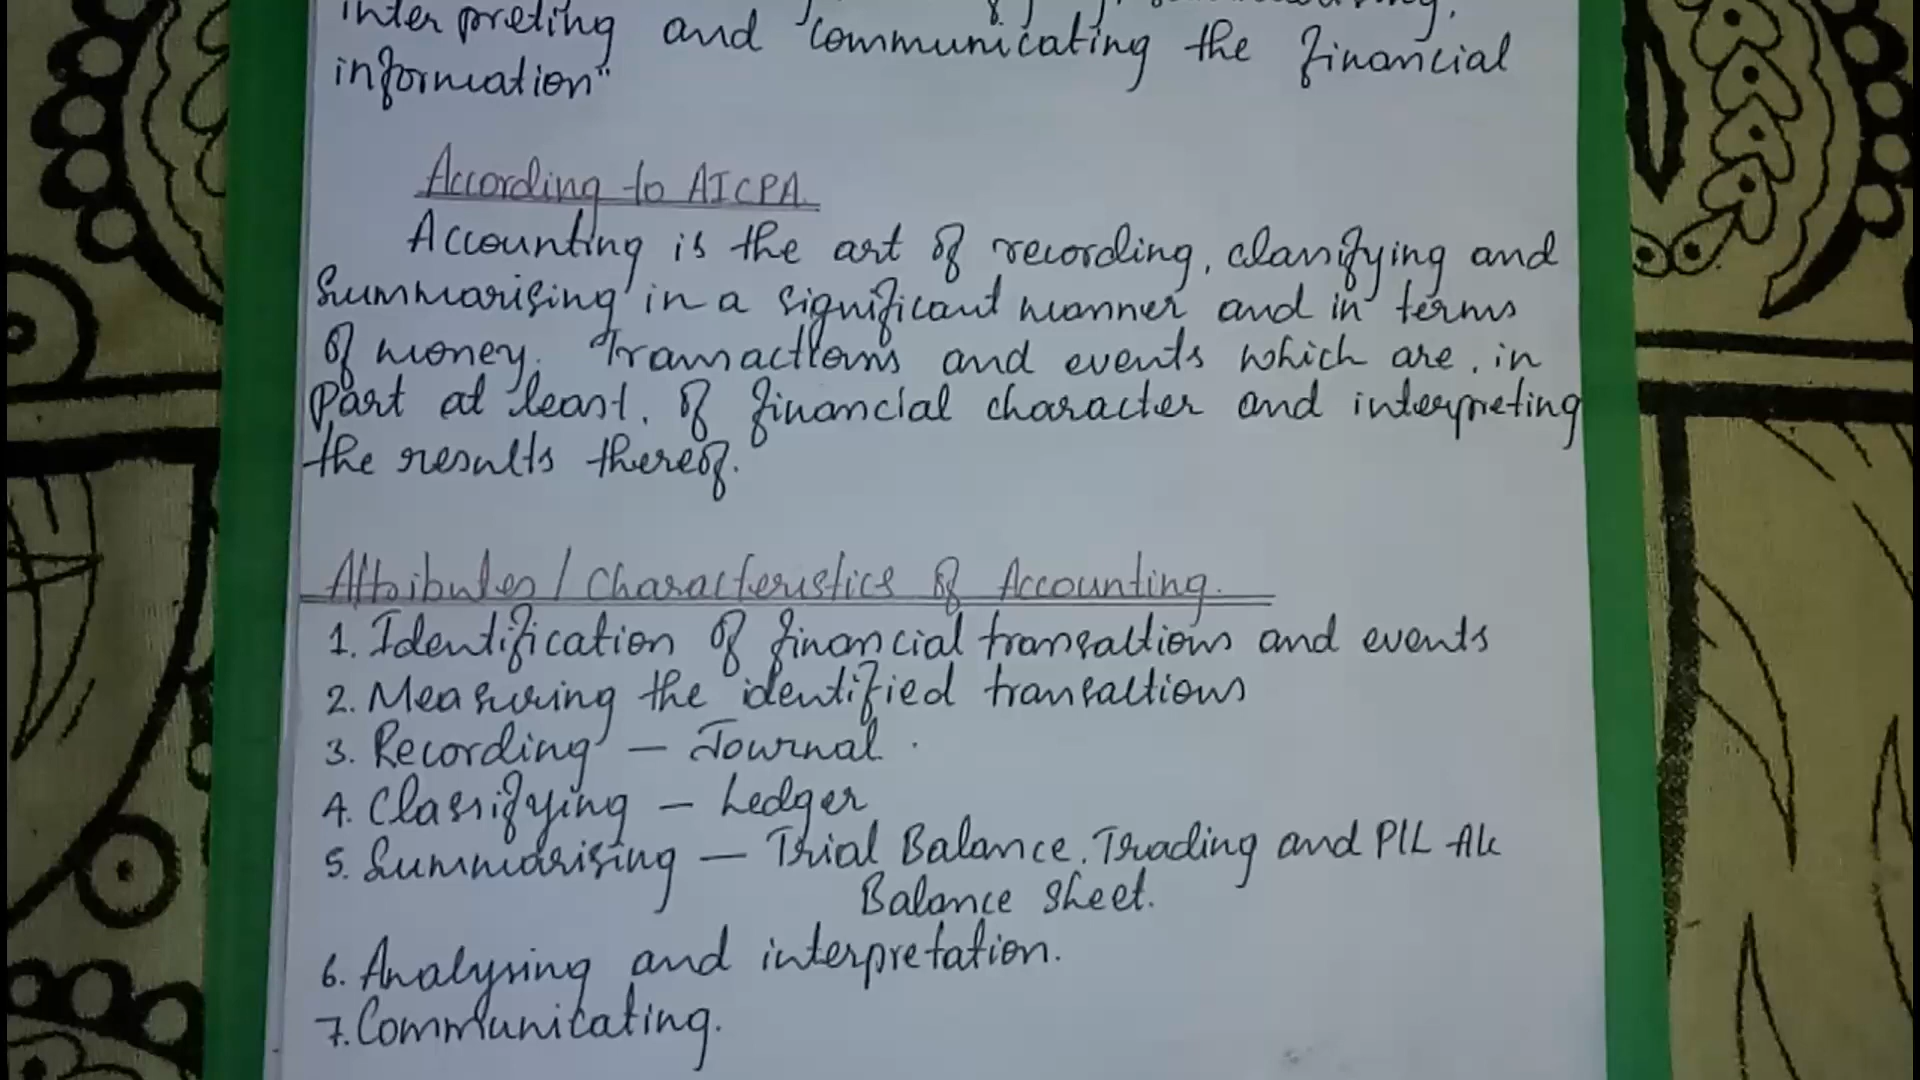 interpreting and communicating the financial
information"
According to AICPA.
Accounting is the art of recording, classifying and
Summarising in a significant manner and in terms
of money. Transactions and events which are, in
Part at least, of financial character and interpreting
the results thereof.
Attributes / Characteristics of Accounting.
1. Identification of financial transactions and events
2. Measuring the identified transactions
3. Recording – Journal.
4. Classifying – Ledger
5. Summarising – Trial Balance, Trading and P/L A/c
Balance Sheet.
6. Analysing and interpretation.
7. Communicating.